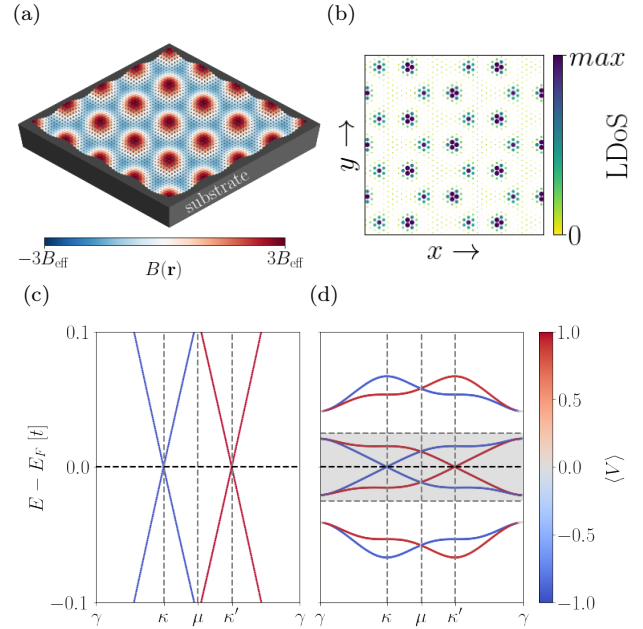 (a)
(b)
substrate
−3B_eff
3B_eff
B(r)
y →
x →
max
0
LDoS
(c)
(d)
E − E_F [t]
0.1
0.0
-0.1
γ κ μ κ′ γ
γ κ μ κ′ γ
1.0
0.5
0.0
−0.5
−1.0
⟨V⟩